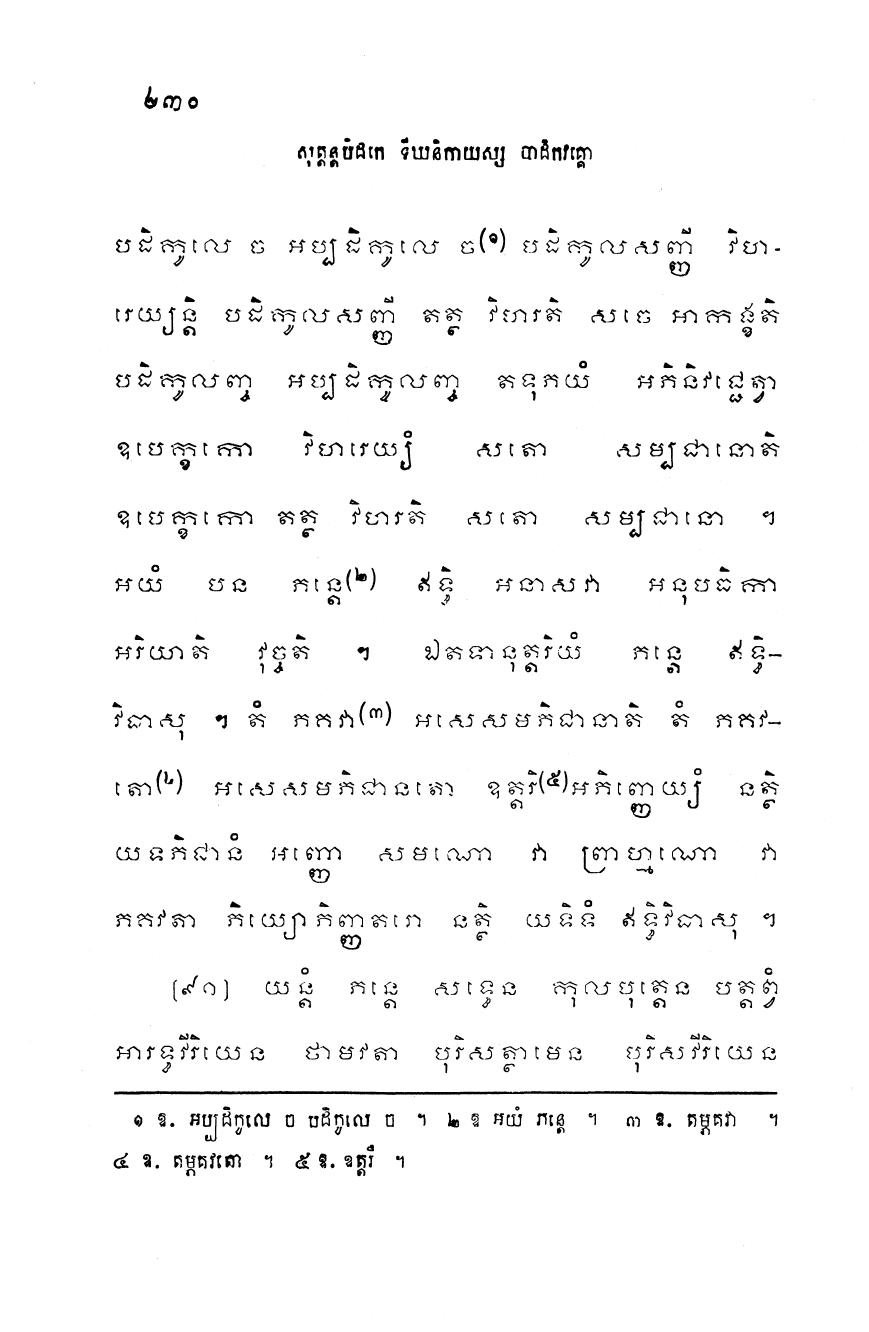 ២៣០
សុត្តន្តបិដកេ ទីឃនិកាយស្ស បាដិកវគ្គោ
បដិក្កូលេ ច អប្បដិក្កូលេ ច(១) បដិក្កូលសញ្ញី វិហ-
រេយ្យន្តិ បដិក្កូលសញ្ញី តត្ថ វិហរតិ សចេ អាកង្ខតិ
បដិក្កូលញ្ច អប្បដិក្កូលញ្ច តទុភយំ អភិនិវជ្ជេត្វា
ឧបេក្ខកោ វិហរេយ្យំ សតោ សម្បជានោតិ
ឧបេក្ខកោ តត្ថ វិហរតិ សតោ សម្បជានោ ។
អយំ បន ភន្តេ(២) ឥទ្ធិ អនាសវា អនុបធិកា
អរិយាតិ វុច្ចតិ ។ ឯតទានុត្តរិយំ ភន្តេ ឥទ្ធិ-
វិធាសុ ។ តំ ភគវា(៣) អសេសមភិជានាតិ តំ ភគវ-
តោ(៤) អសេសមភិជានតោ ឧត្តរិ(៥)អភិញ្ញេយ្យំ នត្ថិ
យទភិជានំ អញ្ញោ សមណោ វា ព្រាហ្មណោ វា
ភគវតា ភិយ្យោភិញ្ញតរោ នត្ថិ យទិទំ ឥទ្ធិវិធាសុ ។
(៩១) យន្តំ ភន្តេ សទ្ធេន កុលបុត្តេន បត្តព្វំ
អារទ្ធវីរិយេន ថាមវតា បុរិសត្ថាមេន បុរិសវីរិយេន
១ ឧ. អប្បដិកូលេ ច បដិកូលេ ច ។ ២ ឧ អយំ ភន្តេ ។ ៣ ឧ. តម្ភគវា ។
៤ ឧ. តម្ភគវតោ ។ ៥ ឧ. ឧត្តរឹ ។